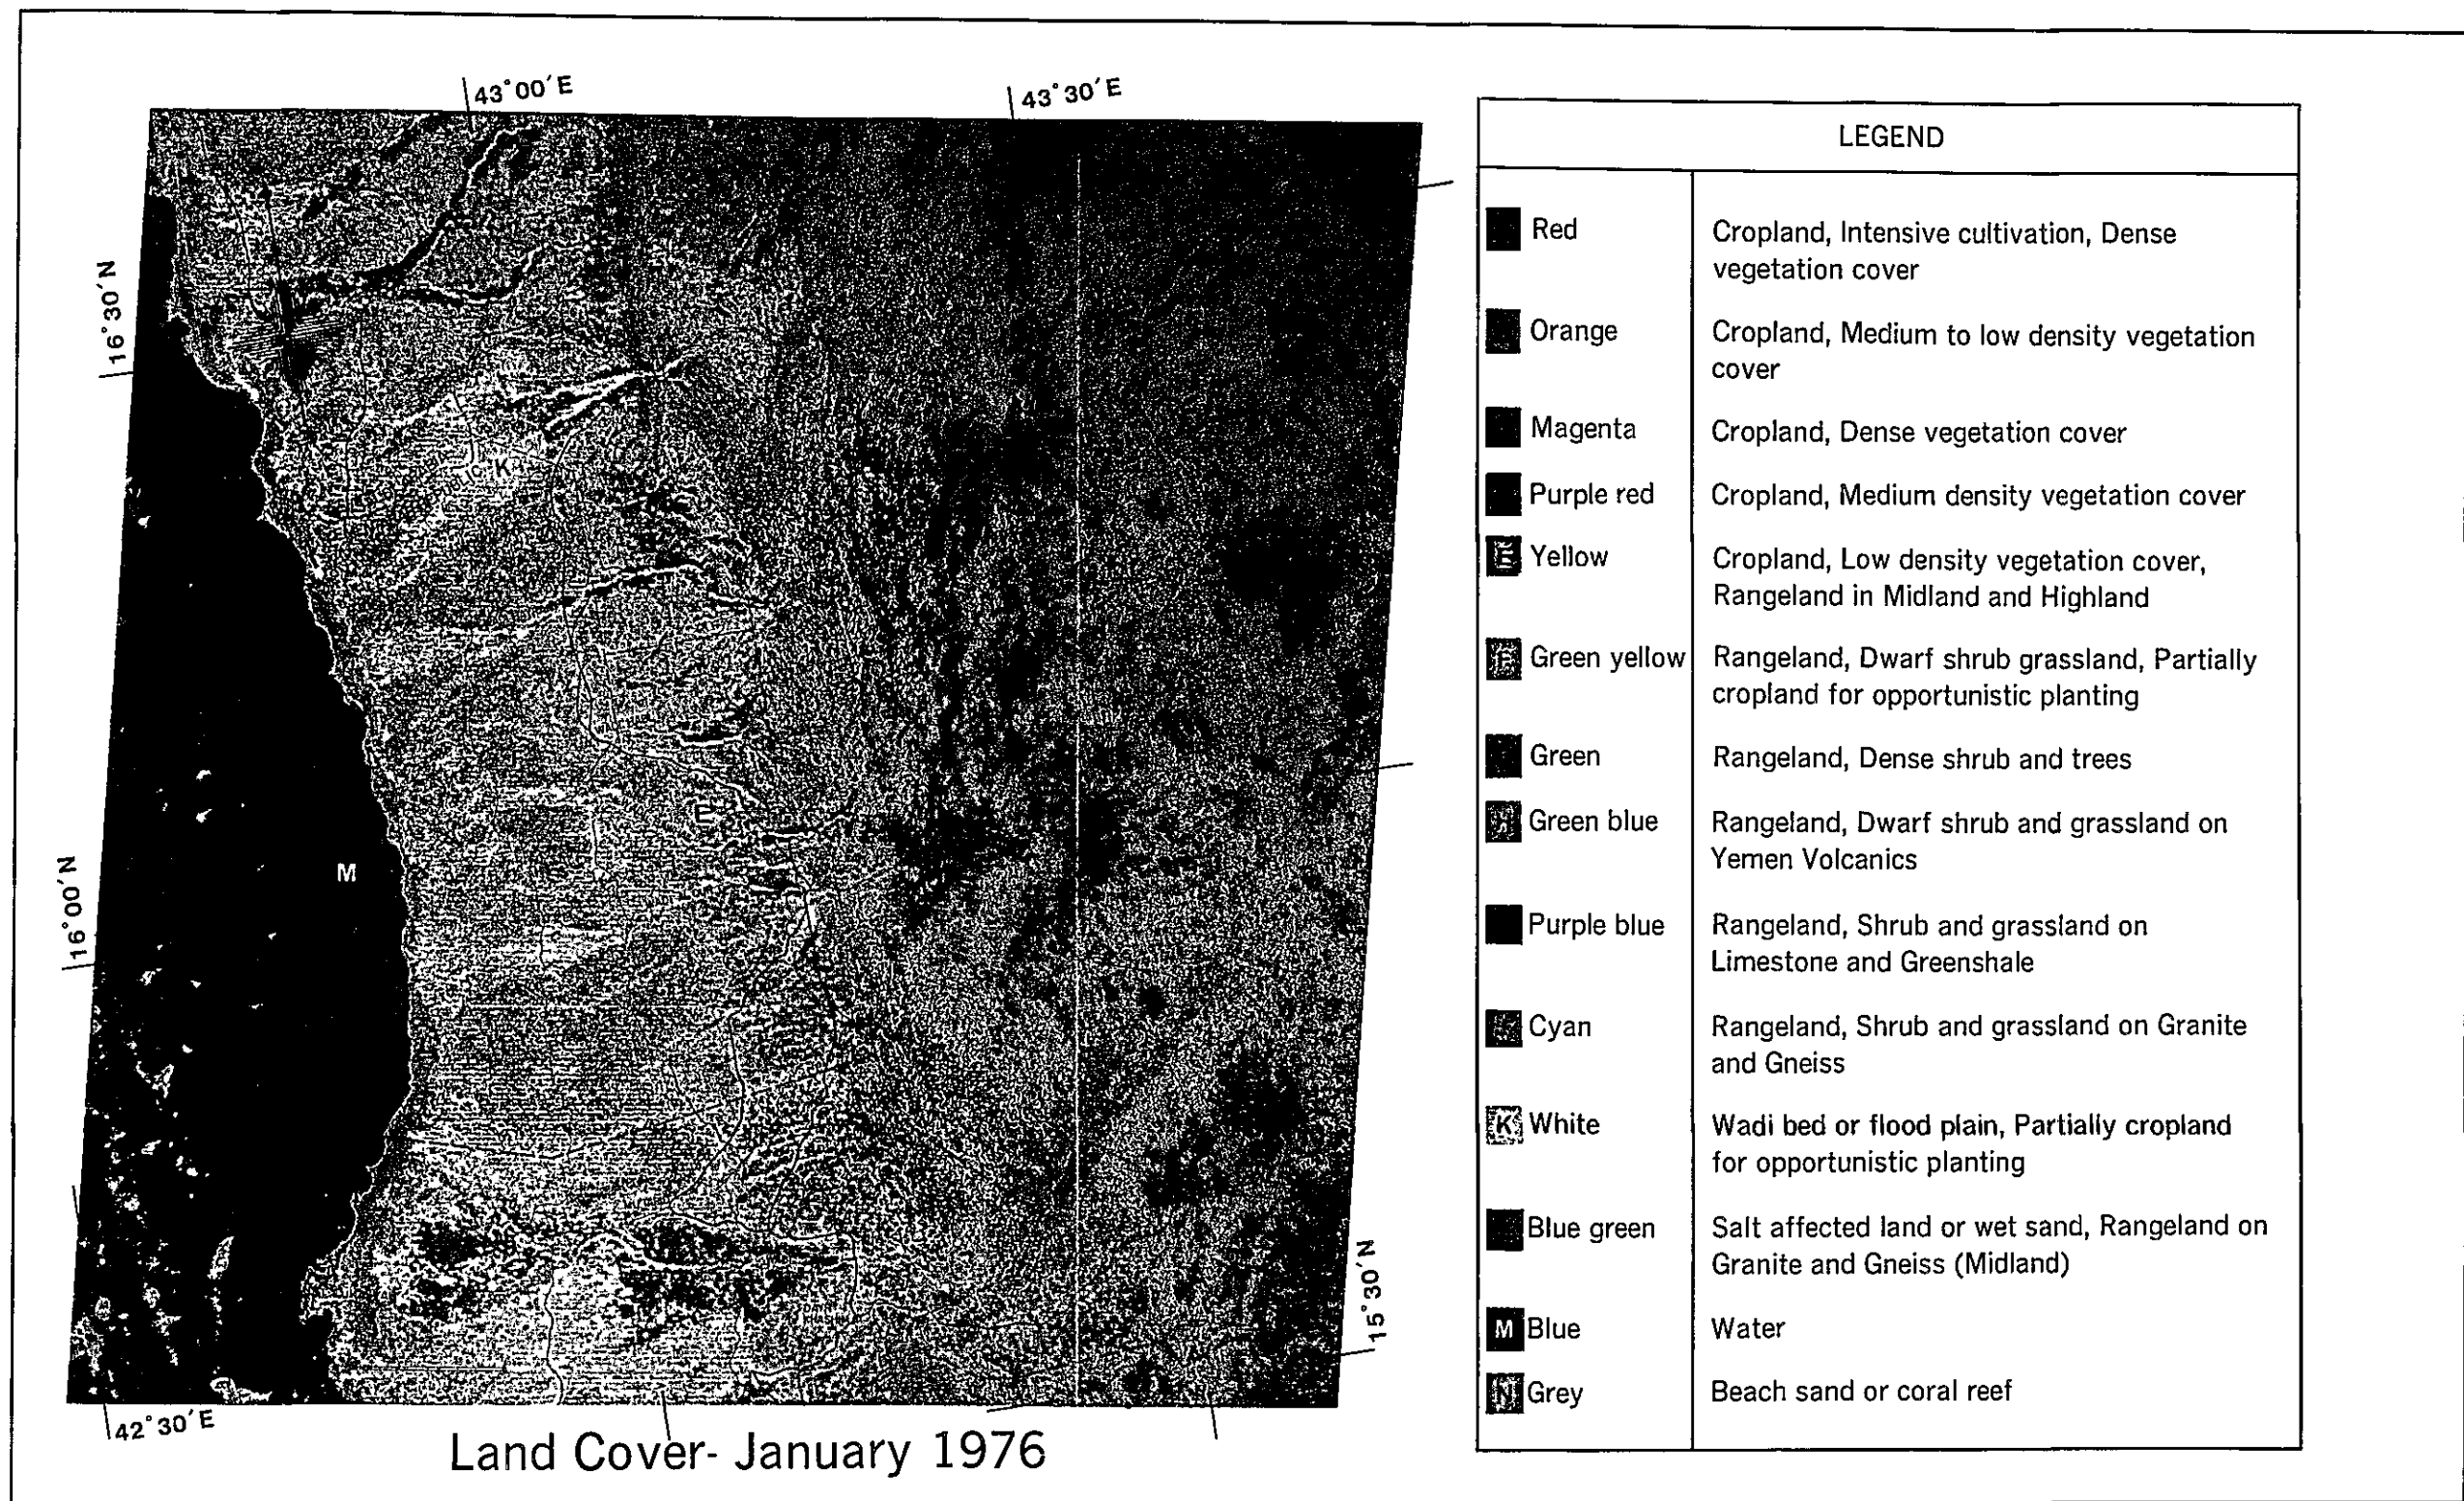 43°00'E
43°30'E
16°30'N
16°00'N
15°30'N
42°30'E
K
E
M
Land Cover- January 1976
LEGEND
Red
Cropland, Intensive cultivation, Dense
vegetation cover
Orange
Cropland, Medium to low density vegetation
cover
Magenta
Cropland, Dense vegetation cover
Purple red
Cropland, Medium density vegetation cover
E Yellow
Cropland, Low density vegetation cover,
Rangeland in Midland and Highland
F Green yellow
Rangeland, Dwarf shrub grassland, Partially
cropland for opportunistic planting
Green
Rangeland, Dense shrub and trees
Green blue
Rangeland, Dwarf shrub and grassland on
Yemen Volcanics
Purple blue
Rangeland, Shrub and grassland on
Limestone and Greenshale
Cyan
Rangeland, Shrub and grassland on Granite
and Gneiss
K White
Wadi bed or flood plain, Partially cropland
for opportunistic planting
Blue green
Salt affected land or wet sand, Rangeland on
Granite and Gneiss (Midland)
M Blue
Water
N Grey
Beach sand or coral reef